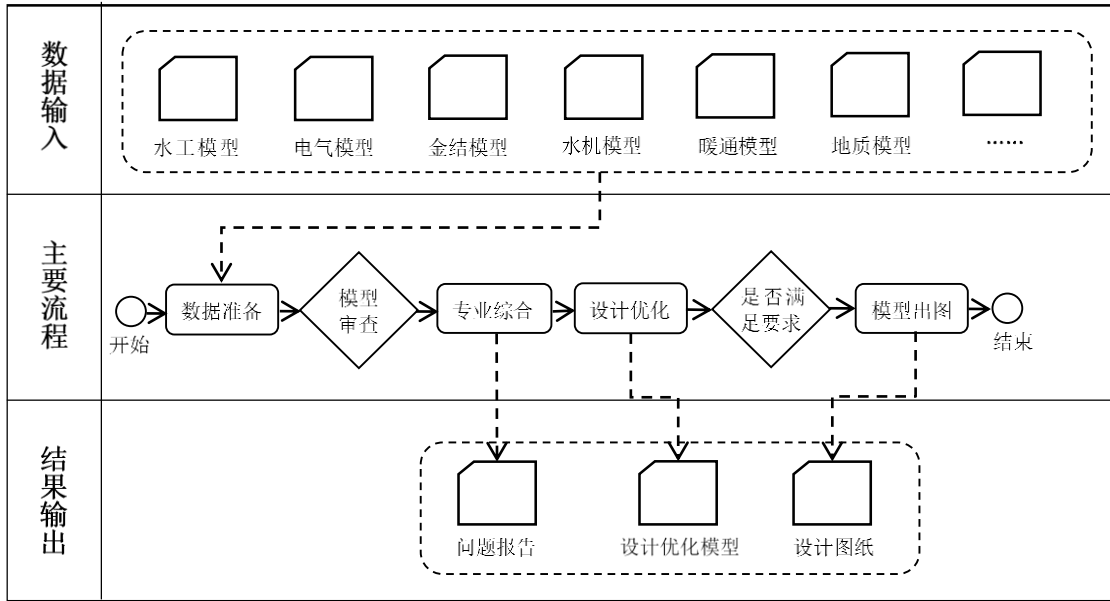 数据输入
水工模型
电气模型
金结模型
水机模型
暖通模型
地质模型
……
主要流程
开始
数据准备
模型
审查
专业综合
设计优化
是否满
足要求
模型出图
结束
结果输出
问题报告
设计优化模型
设计图纸